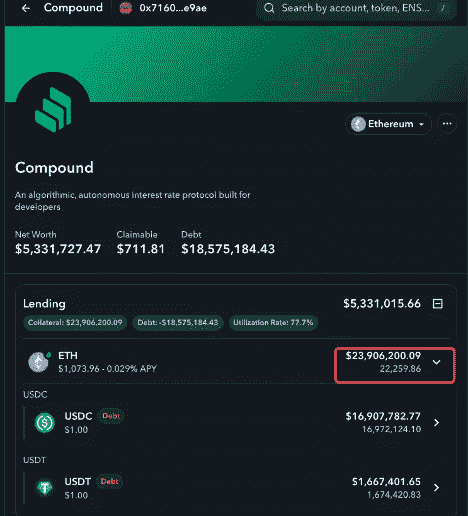 Compound 0x7160...e9ae Search by account, token, ENS... /
Ethereum
Compound
An algorithmic, autonomous interest rate protocol built for
developers
Net Worth Claimable Debt
$5,331,727.47 $711.81 $18,575,184.43
Lending $5,331,015.66
Collateral: $23,906,200.09 Debt: -$18,575,184.43 Utilization Rate: 77.7%
ETH $23,906,200.09
$1,073.96 - 0.029% APY 22,259.86
USDC
USDC Debt $16,907,782.77
$1.00 16,972,124.10
USDT
USDT Debt $1,667,401.65
$1.00 1,674,420.83